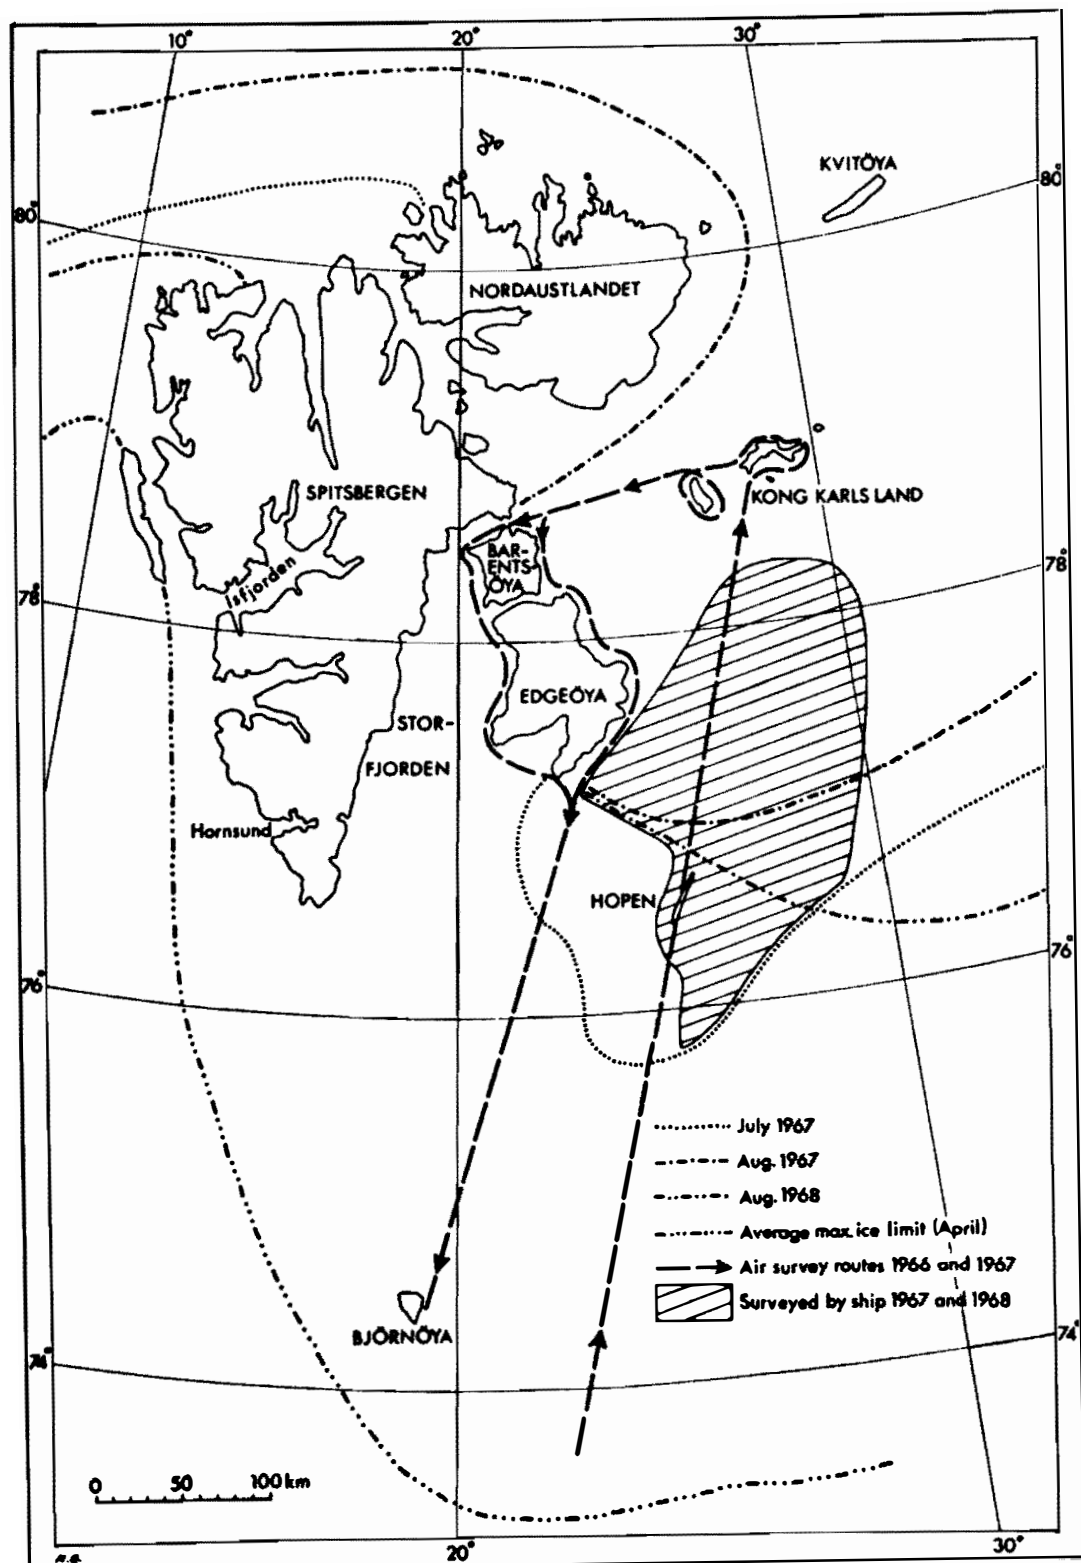 10°
20°
30°
KVITÖYA
80°
80°
NORDAUSTLANDET
SPITSBERGEN
KONG KARLS LAND
BAR-
ENTS-
ÖYA
Isfjorden
78°
78°
EDGEÖYA
STOR-
FJORDEN
Hornsund
HOPEN
76°
76°
July 1967
Aug. 1967
Aug. 1968
Average max. ice limit (April)
Air survey routes 1966 and 1967
Surveyed by ship 1967 and 1968
BJÖRNÖYA
74°
74°
0 50 100 km
20°
30°